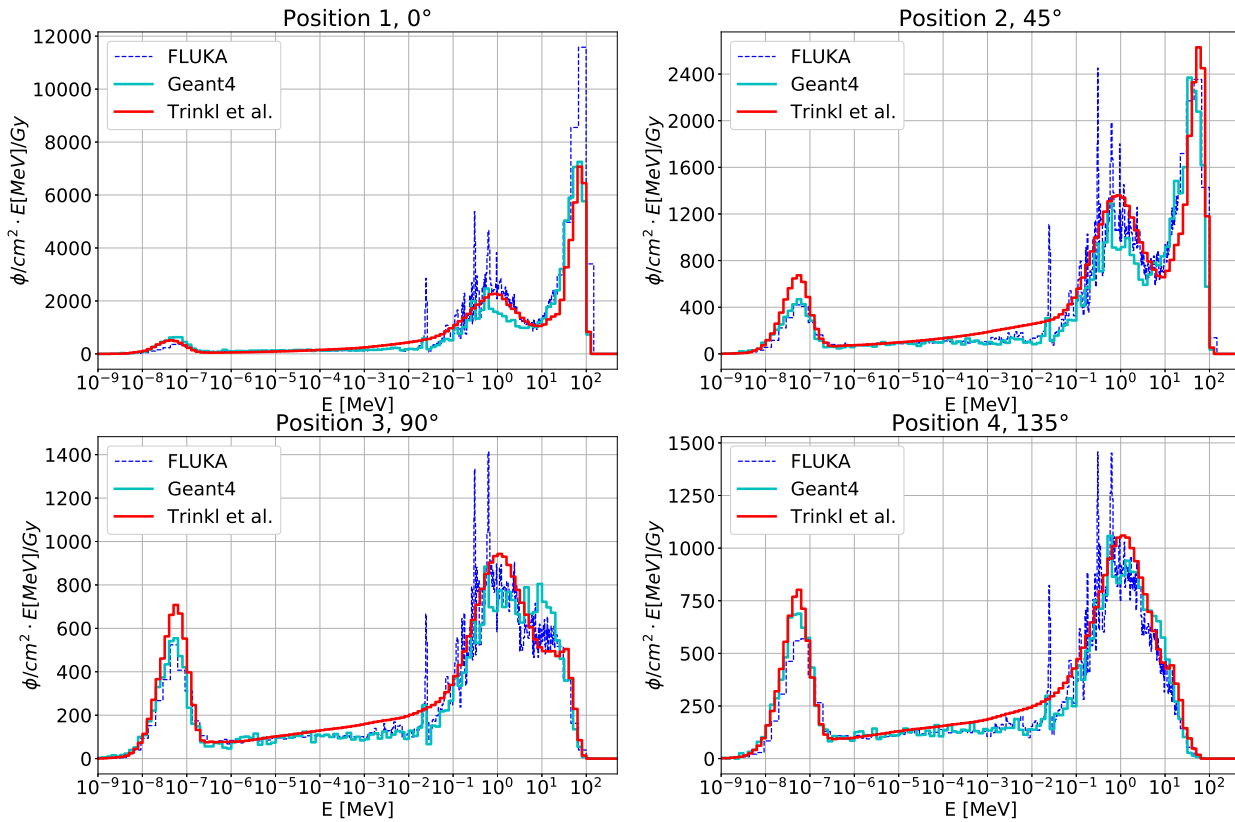 Position 1, 0°
12000
10000
8000
6000
4000
2000
0
ϕ/cm² · E[MeV]/Gy
FLUKA
Geant4
Trinkl et al.
10⁻⁹ 10⁻⁸ 10⁻⁷ 10⁻⁶ 10⁻⁵ 10⁻⁴ 10⁻³ 10⁻² 10⁻¹ 10⁰ 10¹ 10²
E [MeV]
Position 2, 45°
2400
2000
1600
1200
800
400
0
ϕ/cm² · E[MeV]/Gy
FLUKA
Geant4
Trinkl et al.
10⁻⁹ 10⁻⁸ 10⁻⁷ 10⁻⁶ 10⁻⁵ 10⁻⁴ 10⁻³ 10⁻² 10⁻¹ 10⁰ 10¹ 10²
E [MeV]
Position 3, 90°
1400
1200
1000
800
600
400
200
0
ϕ/cm² · E[MeV]/Gy
FLUKA
Geant4
Trinkl et al.
10⁻⁹ 10⁻⁸ 10⁻⁷ 10⁻⁶ 10⁻⁵ 10⁻⁴ 10⁻³ 10⁻² 10⁻¹ 10⁰ 10¹ 10²
E [MeV]
Position 4, 135°
1500
1250
1000
750
500
250
0
ϕ/cm² · E[MeV]/Gy
FLUKA
Geant4
Trinkl et al.
10⁻⁹ 10⁻⁸ 10⁻⁷ 10⁻⁶ 10⁻⁵ 10⁻⁴ 10⁻³ 10⁻² 10⁻¹ 10⁰ 10¹ 10²
E [MeV]